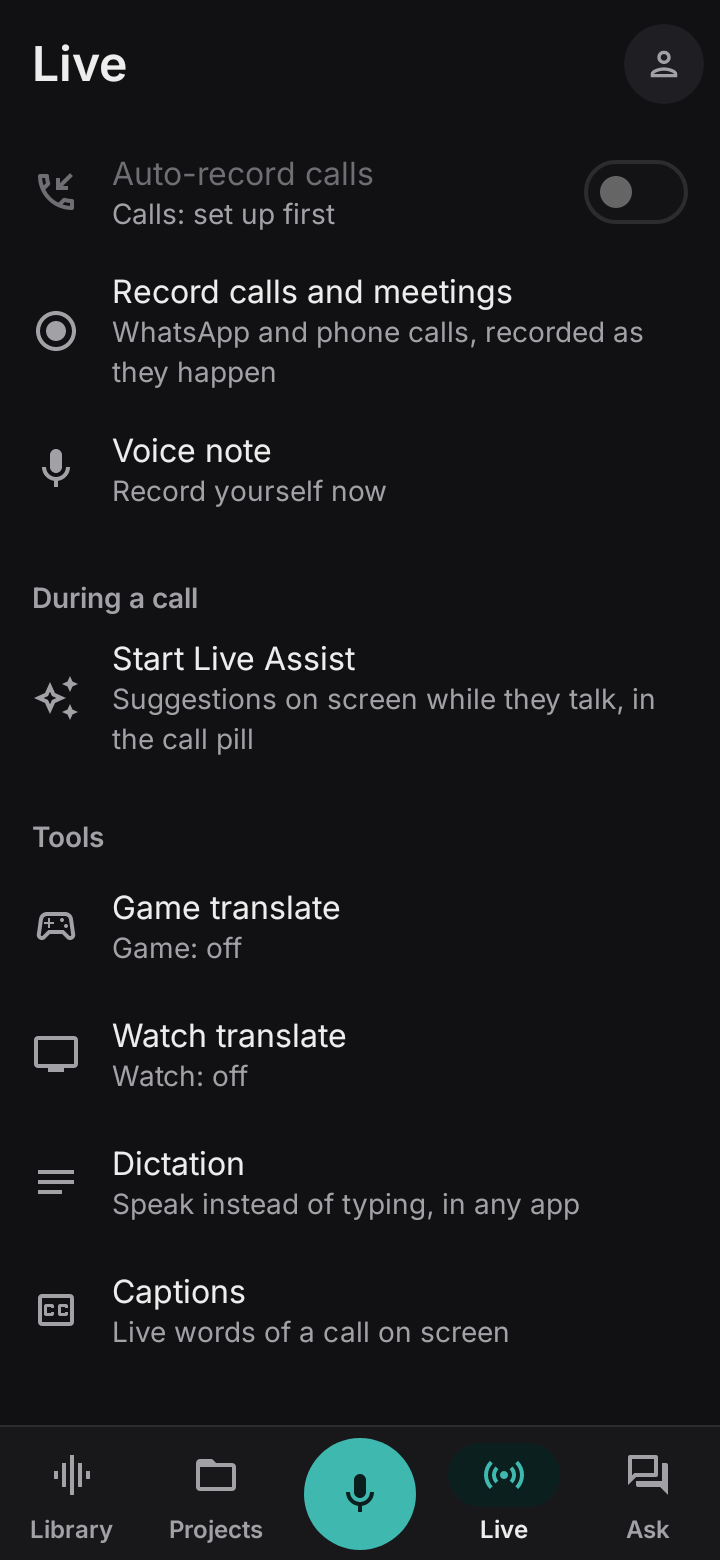 Live
Auto-record calls
Calls: set up first
Record calls and meetings
WhatsApp and phone calls, recorded as
they happen
Voice note
Record yourself now
During a call
Start Live Assist
Suggestions on screen while they talk, in
the call pill
Tools
Game translate
Game: off
Watch translate
Watch: off
Dictation
Speak instead of typing, in any app
CC
Captions
Live words of a call on screen
Library
Projects
Live
Ask